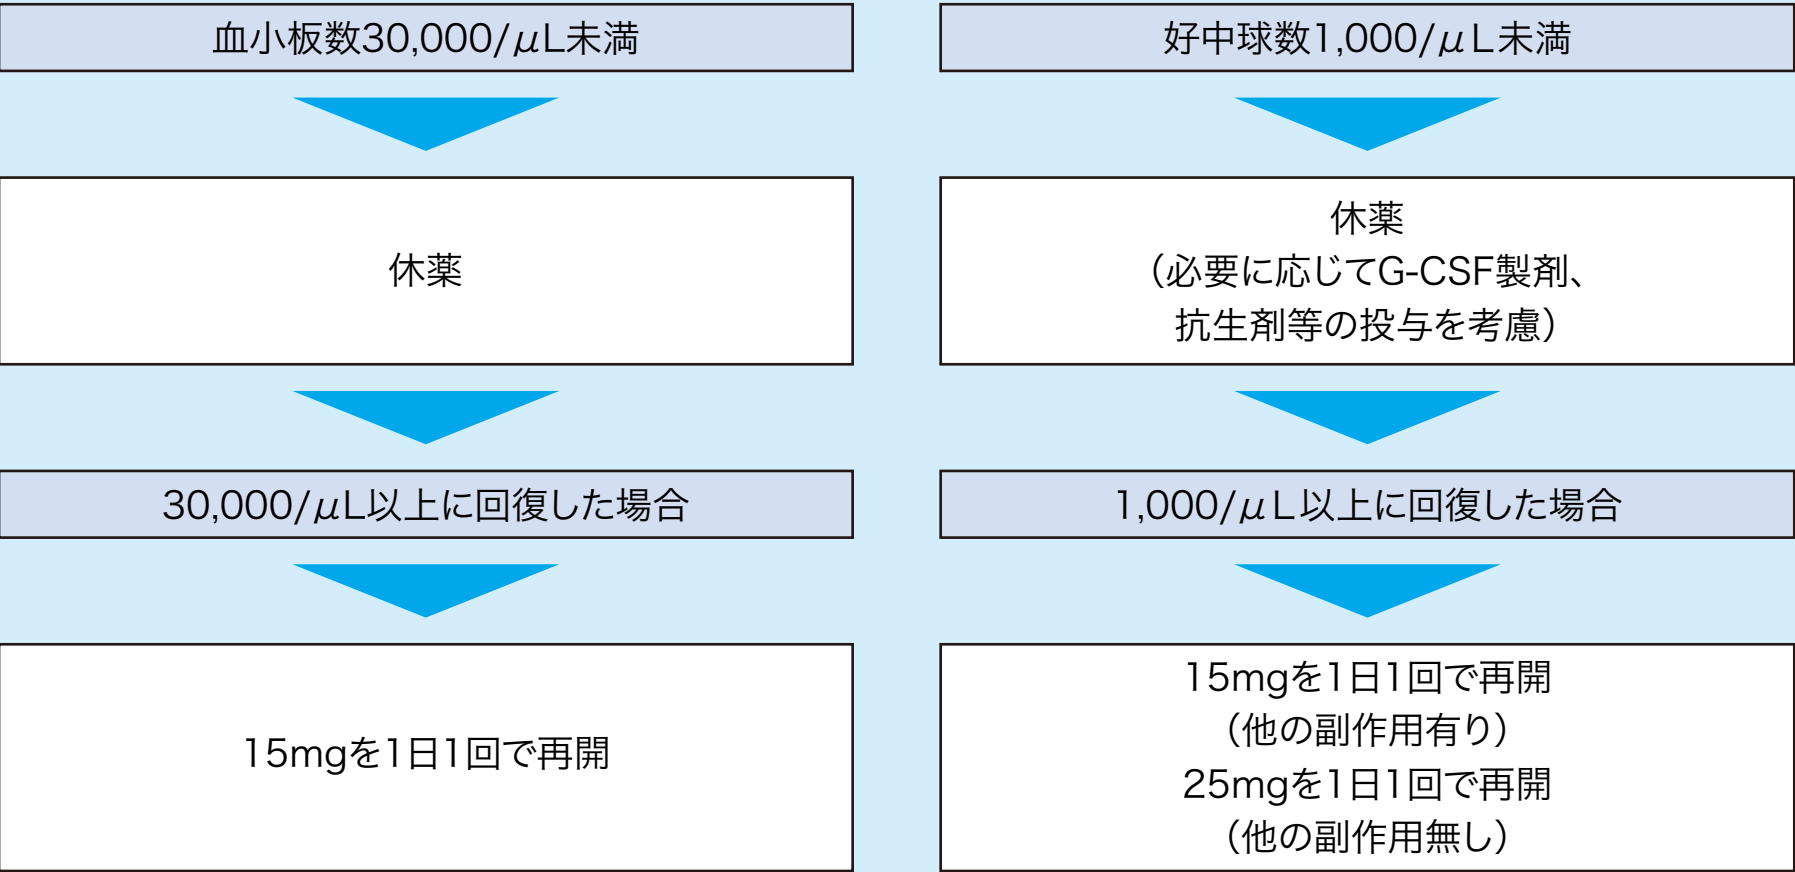 血小板数30,000/μL未満
休薬
30,000/μL以上に回復した場合
15mgを1日1回で再開
好中球数1,000/μL未満
休薬
（必要に応じてG-CSF製剤、
抗生剤等の投与を考慮）
1,000/μL以上に回復した場合
15mgを1日1回で再開
（他の副作用有り）
25mgを1日1回で再開
（他の副作用無し）